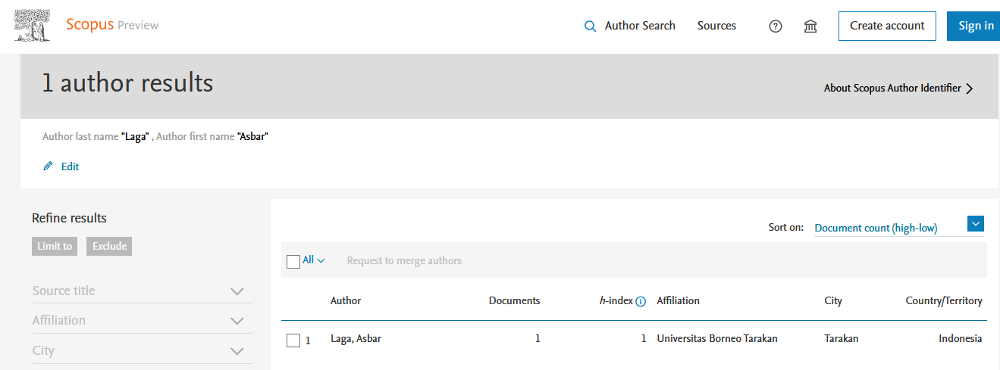 Scopus Preview
Author Search
Sources
Create account
Sign in
1 author results
About Scopus Author Identifier
Author last name "Laga" , Author first name "Asbar"
Edit
Refine results
Limit to
Exclude
Source title
Affiliation
City
Sort on:
Document count (high-low)
All
Request to merge authors
Author Documents h-index Affiliation City Country/Territory
1 Laga, Asbar 1 1 Universitas Borneo Tarakan Tarakan Indonesia